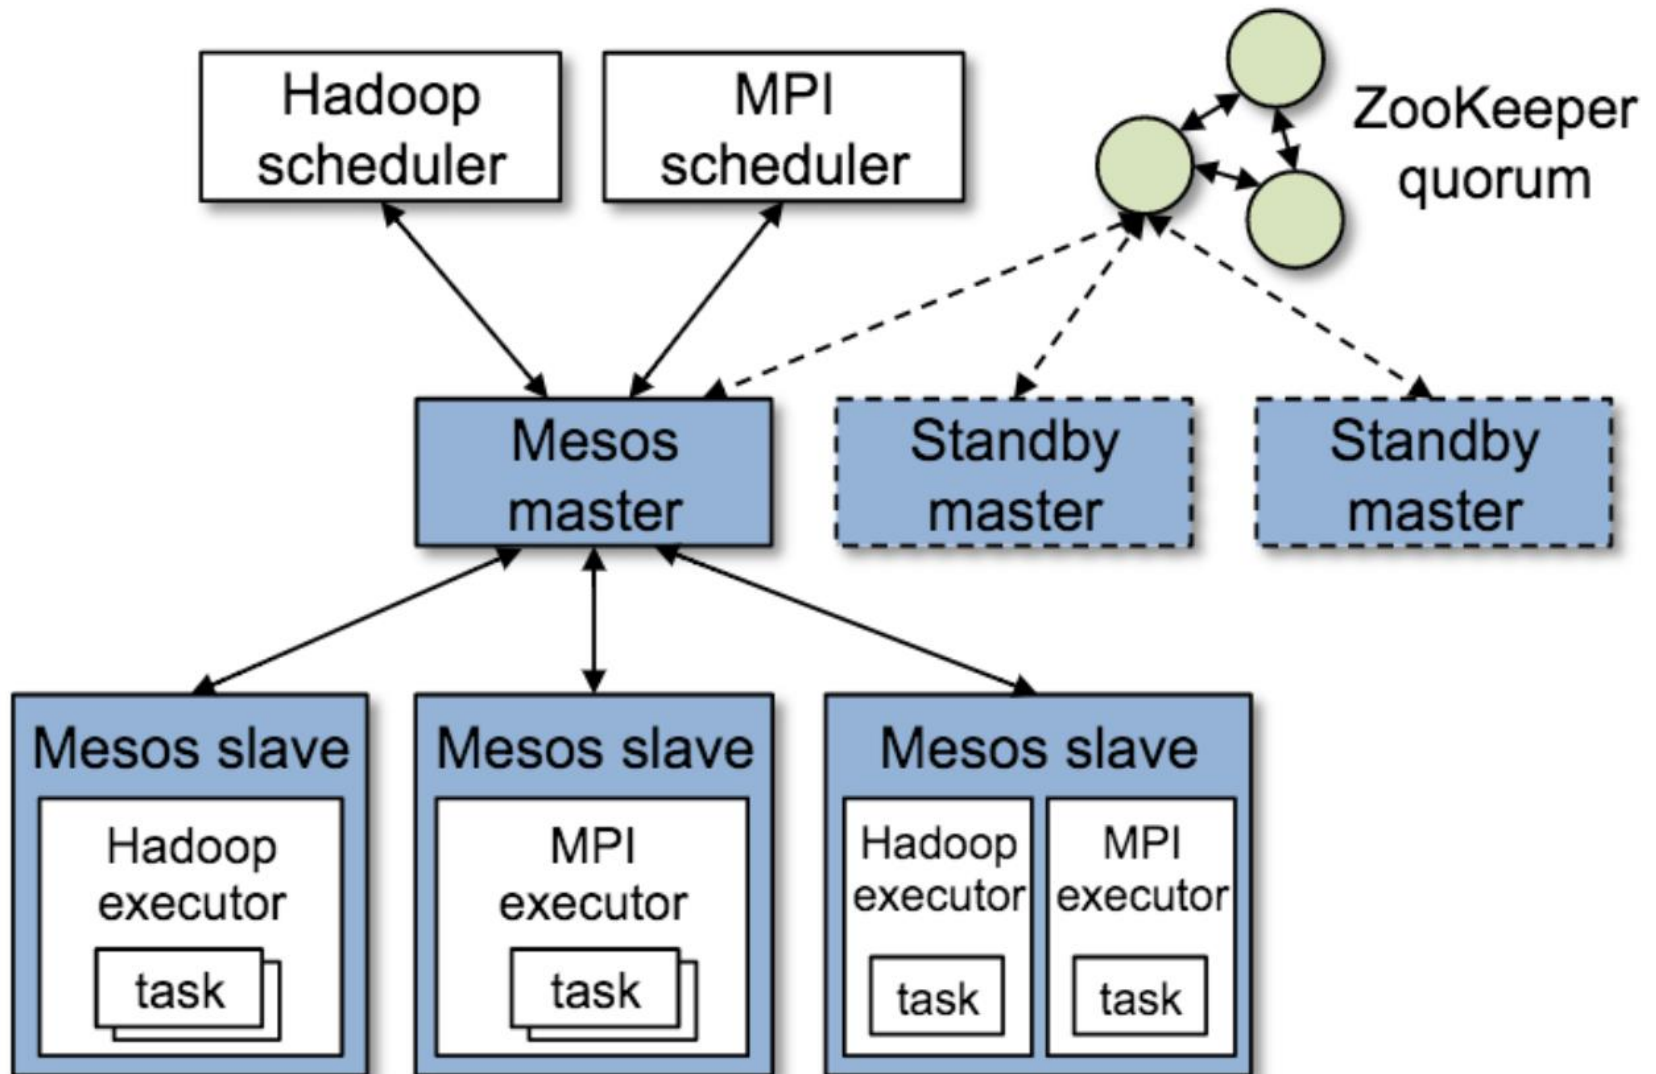 Hadoop
scheduler
MPI
scheduler
ZooKeeper
quorum
Mesos
master
Standby
master
Standby
master
Mesos slave
Hadoop
executor
task
Mesos slave
MPI
executor
task
Mesos slave
Hadoop
executor
task
MPI
executor
task